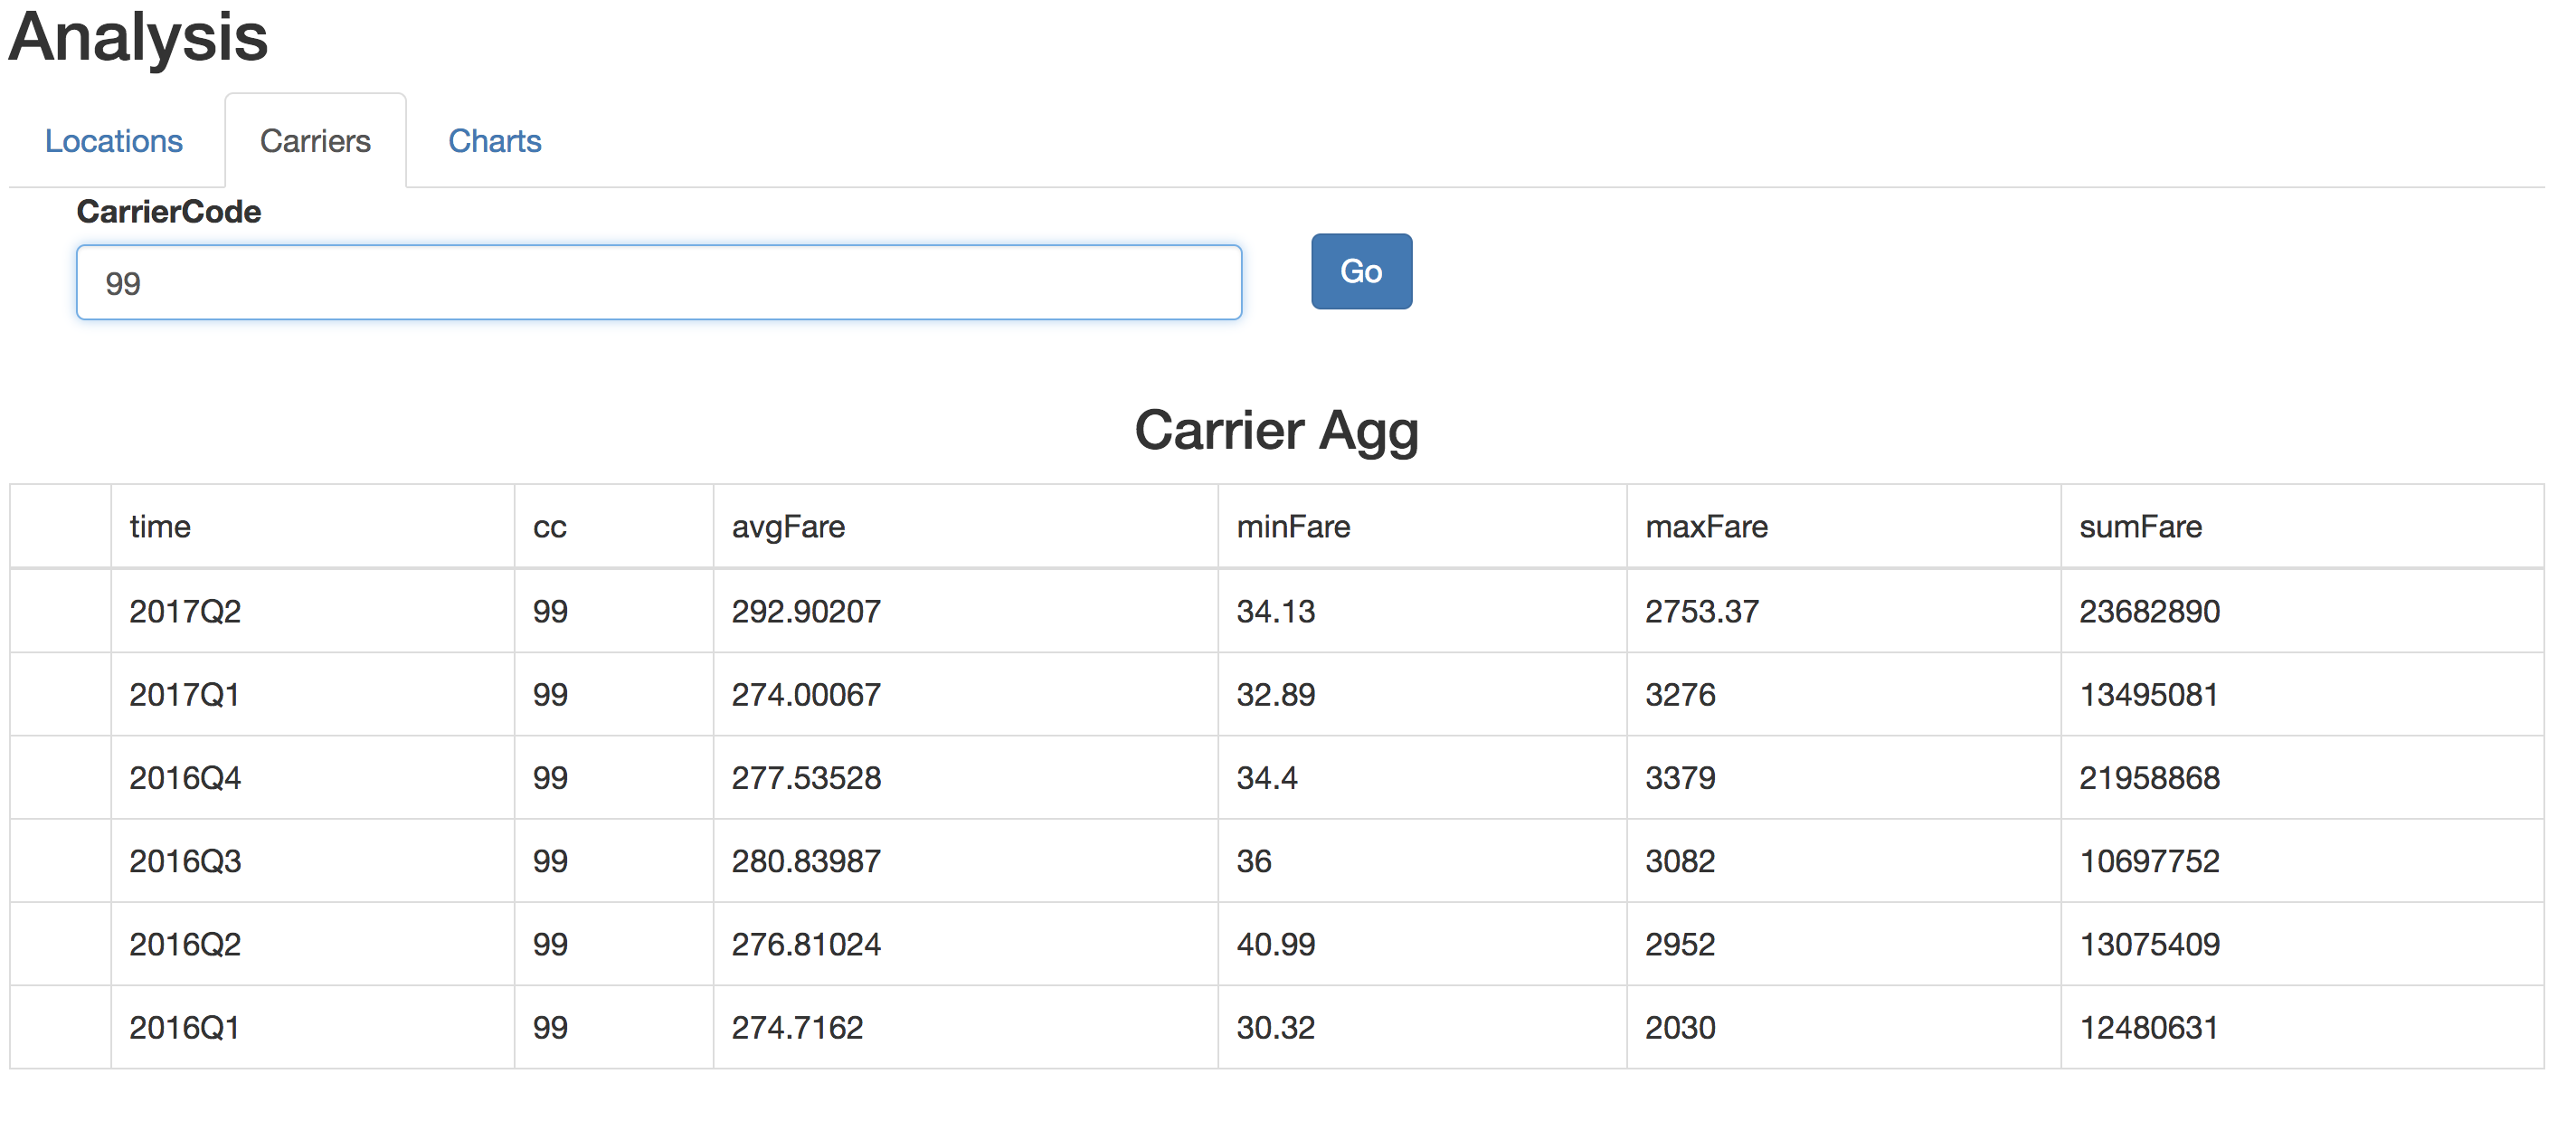 Analysis
Locations Carriers Charts
CarrierCode
99 Go
Carrier Agg
time cc avgFare minFare maxFare sumFare
2017Q2 99 292.90207 34.13 2753.37 23682890
2017Q1 99 274.00067 32.89 3276 13495081
2016Q4 99 277.53528 34.4 3379 21958868
2016Q3 99 280.83987 36 3082 10697752
2016Q2 99 276.81024 40.99 2952 13075409
2016Q1 99 274.7162 30.32 2030 12480631